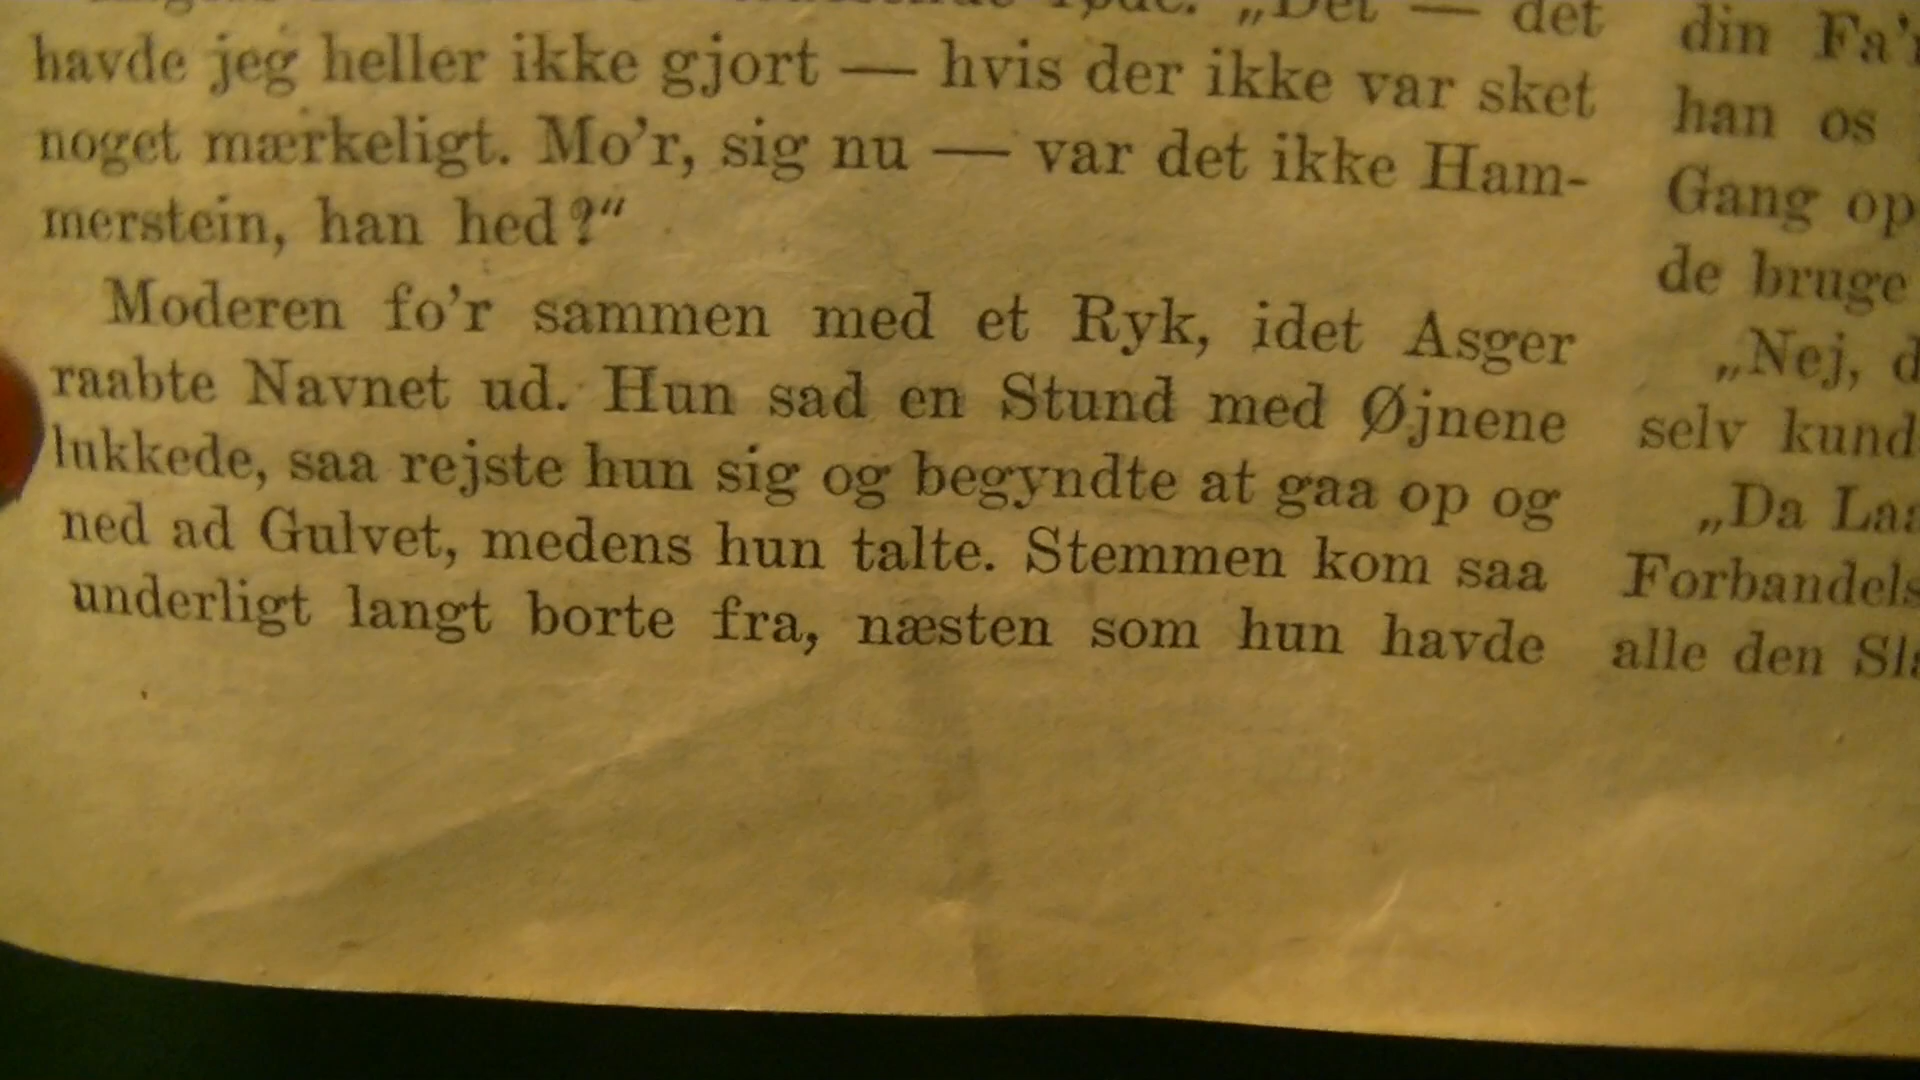 „Det — det
havde jeg heller ikke gjort — hvis der ikke var sket
noget mærkeligt. Mo’r, sig nu — var det ikke Ham-
merstein, han hed?“
Moderen fo’r sammen med et Ryk, idet Asger
raabte Navnet ud. Hun sad en Stund med Øjnene
lukkede, saa rejste hun sig og begyndte at gaa op og
ned ad Gulvet, medens hun talte. Stemmen kom saa
underligt langt borte fra, næsten som hun havde
din
han os
Gang op
de bruge
„Nej,
selv
„Da
alle den